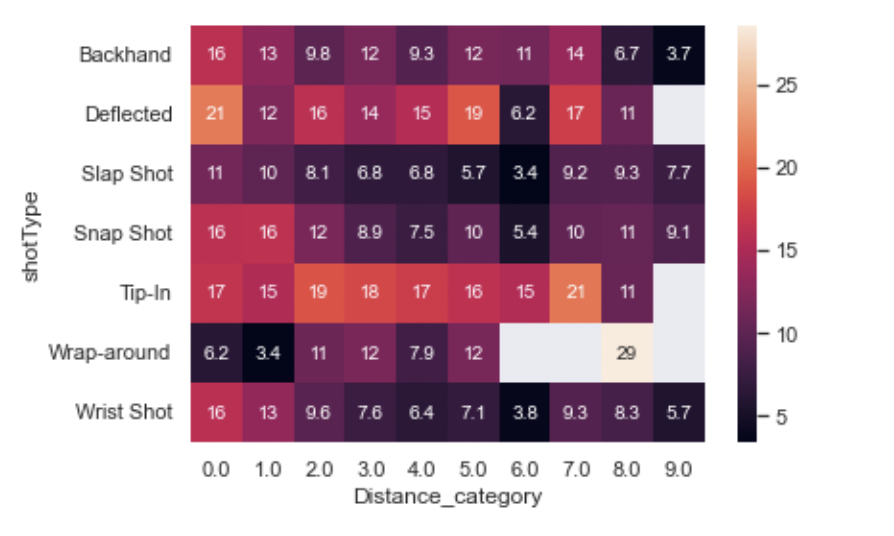 Backhand 16 13 9.8 12 9.3 12 11 14 6.7 3.7
Deflected 21 12 16 14 15 19 6.2 17 11
Slap Shot 11 10 8.1 6.8 6.8 5.7 3.4 9.2 9.3 7.7
Snap Shot 16 16 12 8.9 7.5 10 5.4 10 11 9.1
Tip-In 17 15 19 18 17 16 15 21 11
Wrap-around 6.2 3.4 11 12 7.9 12 29
Wrist Shot 16 13 9.6 7.6 6.4 7.1 3.8 9.3 8.3 5.7
0.0 1.0 2.0 3.0 4.0 5.0 6.0 7.0 8.0 9.0
Distance_category
shotType
25
20
15
10
5